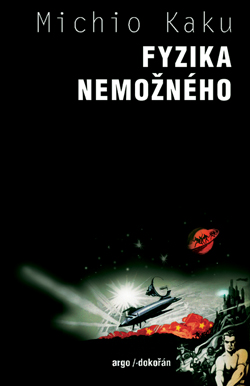 Michio Kaku
FYZIKA
NEMOŽNÉHO
argo /-dokořán